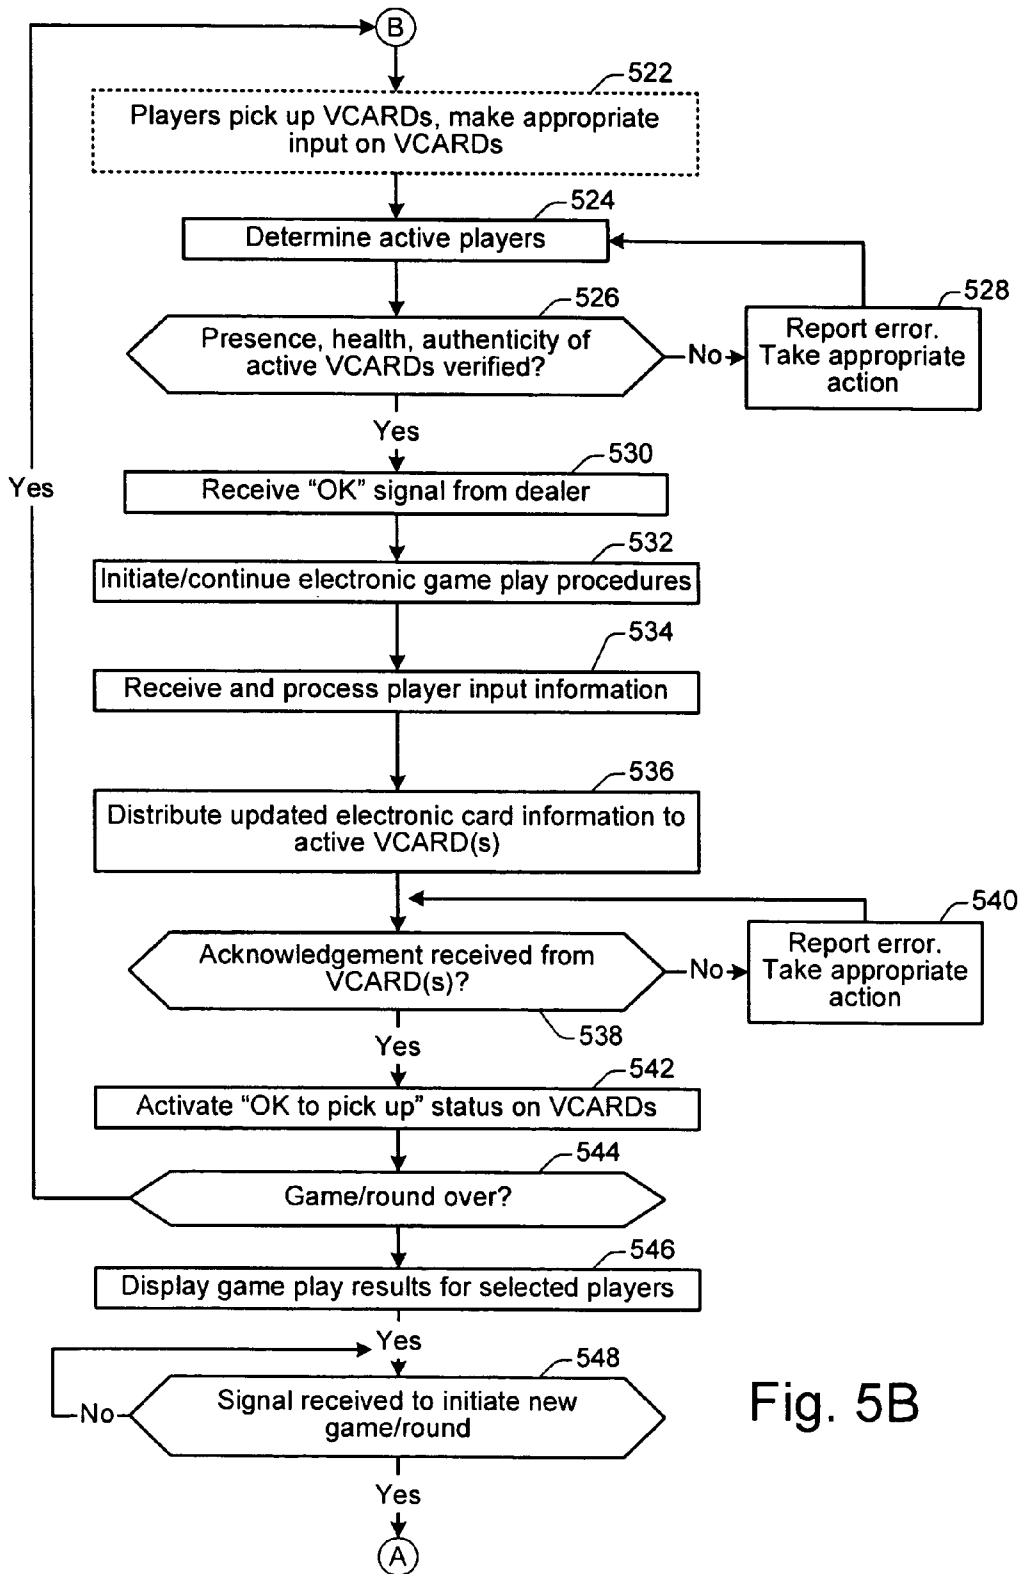 B
522
Players pick up VCARDs, make appropriate
input on VCARDs
524
Determine active players
526
Presence, health, authenticity of
active VCARDs verified?
No
528
Report error.
Take appropriate
action
Yes
530
Receive “OK” signal from dealer
532
Initiate/continue electronic game play procedures
534
Receive and process player input information
536
Distribute updated electronic card information to
active VCARD(s)
Acknowledgement received from
VCARD(s)?
538
No
540
Report error.
Take appropriate
action
Yes
542
Activate “OK to pick up” status on VCARDs
544
Game/round over?
Yes
546
Display game play results for selected players
Yes
548
Signal received to initiate new
game/round
No
Yes
A
Fig. 5B